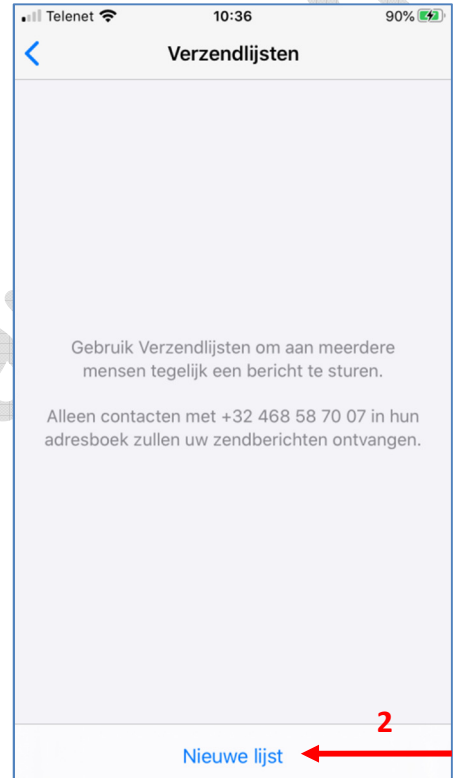 Telenet 10:36 90%
Verzendlijsten
Gebruik Verzendlijsten om aan meerdere
mensen tegelijk een bericht te sturen.
Alleen contacten met +32 468 58 70 07 in hun
adresboek zullen uw zendberichten ontvangen.
2
Nieuwe lijst